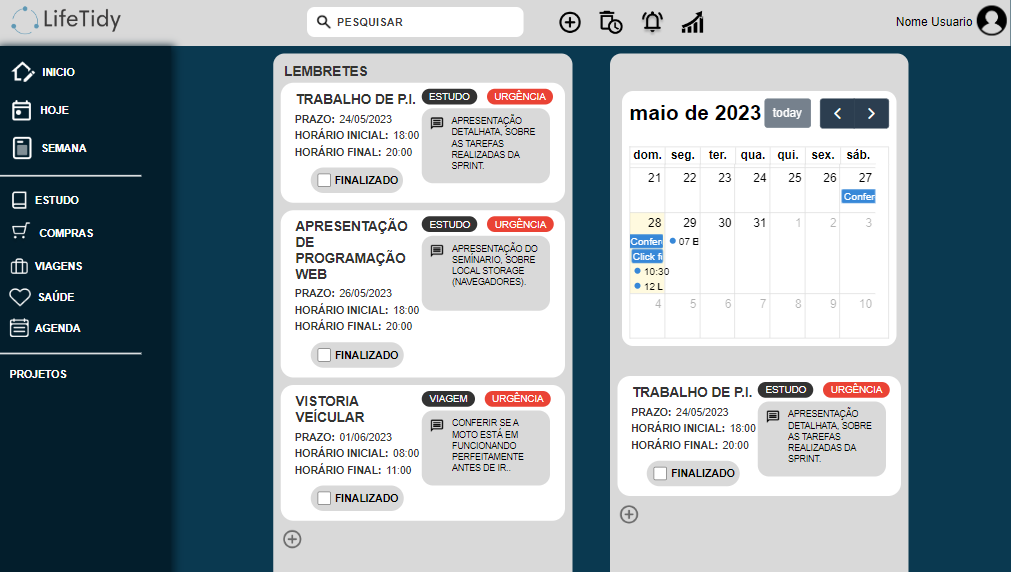 LifeTidy
PESQUISAR
Nome Usuario
INICIO
HOJE
SEMANA
ESTUDO
COMPRAS
VIAGENS
SAÚDE
AGENDA
PROJETOS
LEMBRETES
TRABALHO DE P.I.
ESTUDO
URGÊNCIA
PRAZO: 24/05/2023
HORÁRIO INICIAL: 18:00
HORÁRIO FINAL: 20:00
APRESENTAÇÃO
DETALHATA, SOBRE
AS TAREFAS
REALIZADAS DA
SPRINT.
FINALIZADO
APRESENTAÇÃO
DE
PROGRAMAÇÃO
WEB
ESTUDO
URGÊNCIA
PRAZO: 26/05/2023
HORÁRIO INICIAL: 18:00
HORÁRIO FINAL: 20:00
APRESENTAÇÃO DO
SEMINÁRIO, SOBRE
LOCAL STORAGE
(NAVEGADORES).
FINALIZADO
VISTORIA
VEÍCULAR
VIAGEM
URGÊNCIA
PRAZO: 01/06/2023
HORÁRIO INICIAL: 08:00
HORÁRIO FINAL: 11:00
CONFERIR SE A
MOTO ESTÁ EM
FUNCIONANDO
PERFEITAMENTE
ANTES DE IR..
FINALIZADO
maio de 2023 today
dom. seg. ter. qua. qui. sex. sáb.
21 22 23 24 25 26 27
Confer
28 29 30 31 1 2 3
Confer 07 B
Click f
10:30
12 L
4 5 6 7 8 9 10
TRABALHO DE P.I.
ESTUDO
URGÊNCIA
PRAZO: 24/05/2023
HORÁRIO INICIAL: 18:00
HORÁRIO FINAL: 20:00
APRESENTAÇÃO
DETALHATA, SOBRE
AS TAREFAS
REALIZADAS DA
SPRINT.
FINALIZADO